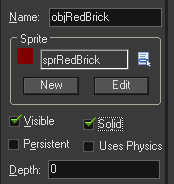 Name: objRedBrick
Sprite
sprRedBrick
New Edit
Visible Solid
Persistent Uses Physics
Depth: 0